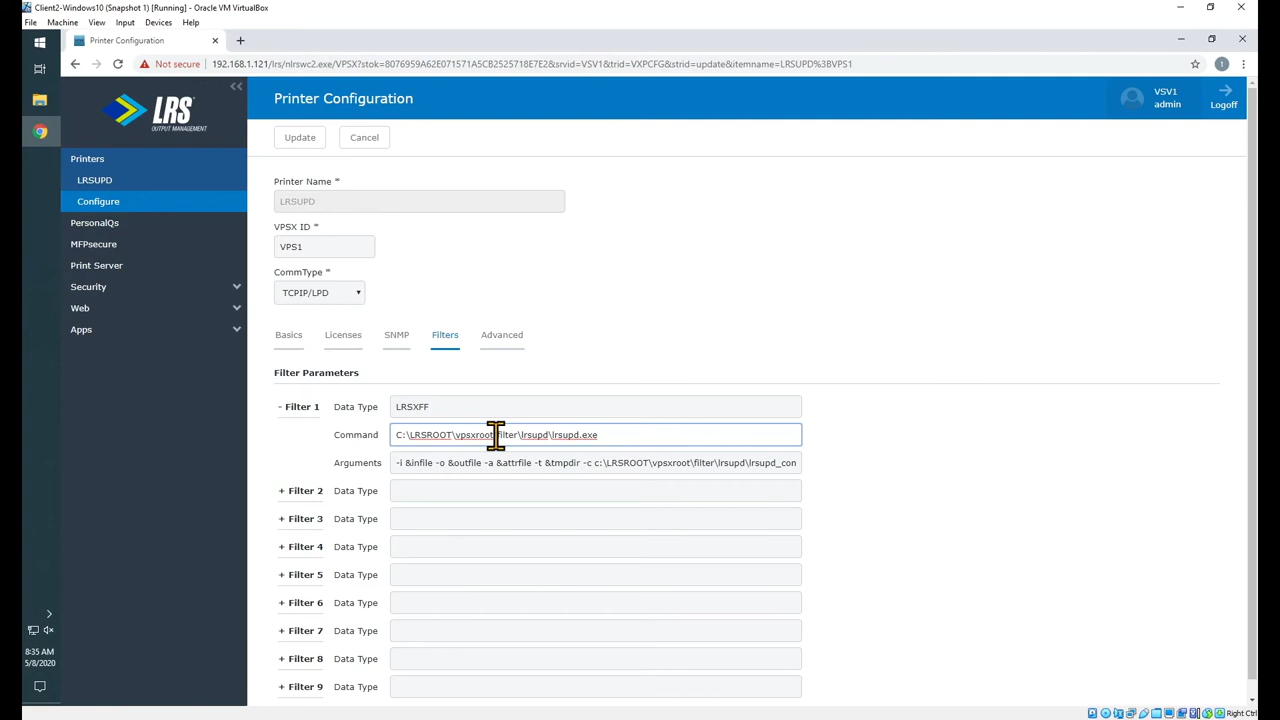 Client2-Windows10 (Snapshot 1) [Running] - Oracle VM VirtualBox
File Machine View Input Devices Help
Printer Configuration
Not secure 192.168.1.121/lrs/nlrswc2.exe/VPSX?stok=8076959A62E071571A5CB2525718E7E2&srvid=VSV1&trid=VXPCFG&strid=update&itemname=LRSUPD%3BVPS1
LRS
OUTPUT MANAGEMENT
Printer Configuration
VSV1
admin
Logoff
Update Cancel
Printers
LRSUPD
Configure
PersonalQs
MFPsecure
Print Server
Security
Web
Apps
Printer Name *
LRSUPD
VPSX ID *
VPS1
CommType *
TCPIP/LPD
Basics Licenses SNMP Filters Advanced
Filter Parameters
- Filter 1 Data Type LRSXFF
Command C:\LRSROOT\vpsxroot\filter\lrsupd\lrsupd.exe
Arguments -i &infile -o &outfile -a &attrfile -t &tmpdir -c c:\LRSROOT\vpsxroot\filter\lrsupd\lrsupd_con
+ Filter 2 Data Type
+ Filter 3 Data Type
+ Filter 4 Data Type
+ Filter 5 Data Type
+ Filter 6 Data Type
+ Filter 7 Data Type
+ Filter 8 Data Type
+ Filter 9 Data Type
8:35 AM
5/8/2020
Right Ctrl